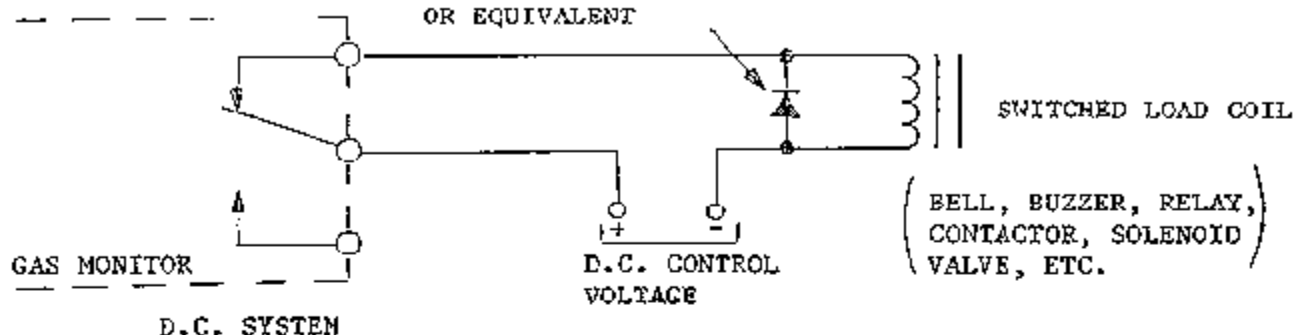 OR EQUIVALENT
SWITCHED LOAD COIL
BELL, BUZZER, RELAY,
CONTACTOR, SOLENOID
VALVE, ETC.
+ -
D.C. CONTROL
VOLTAGE
GAS MONITOR
D.C. SYSTEM